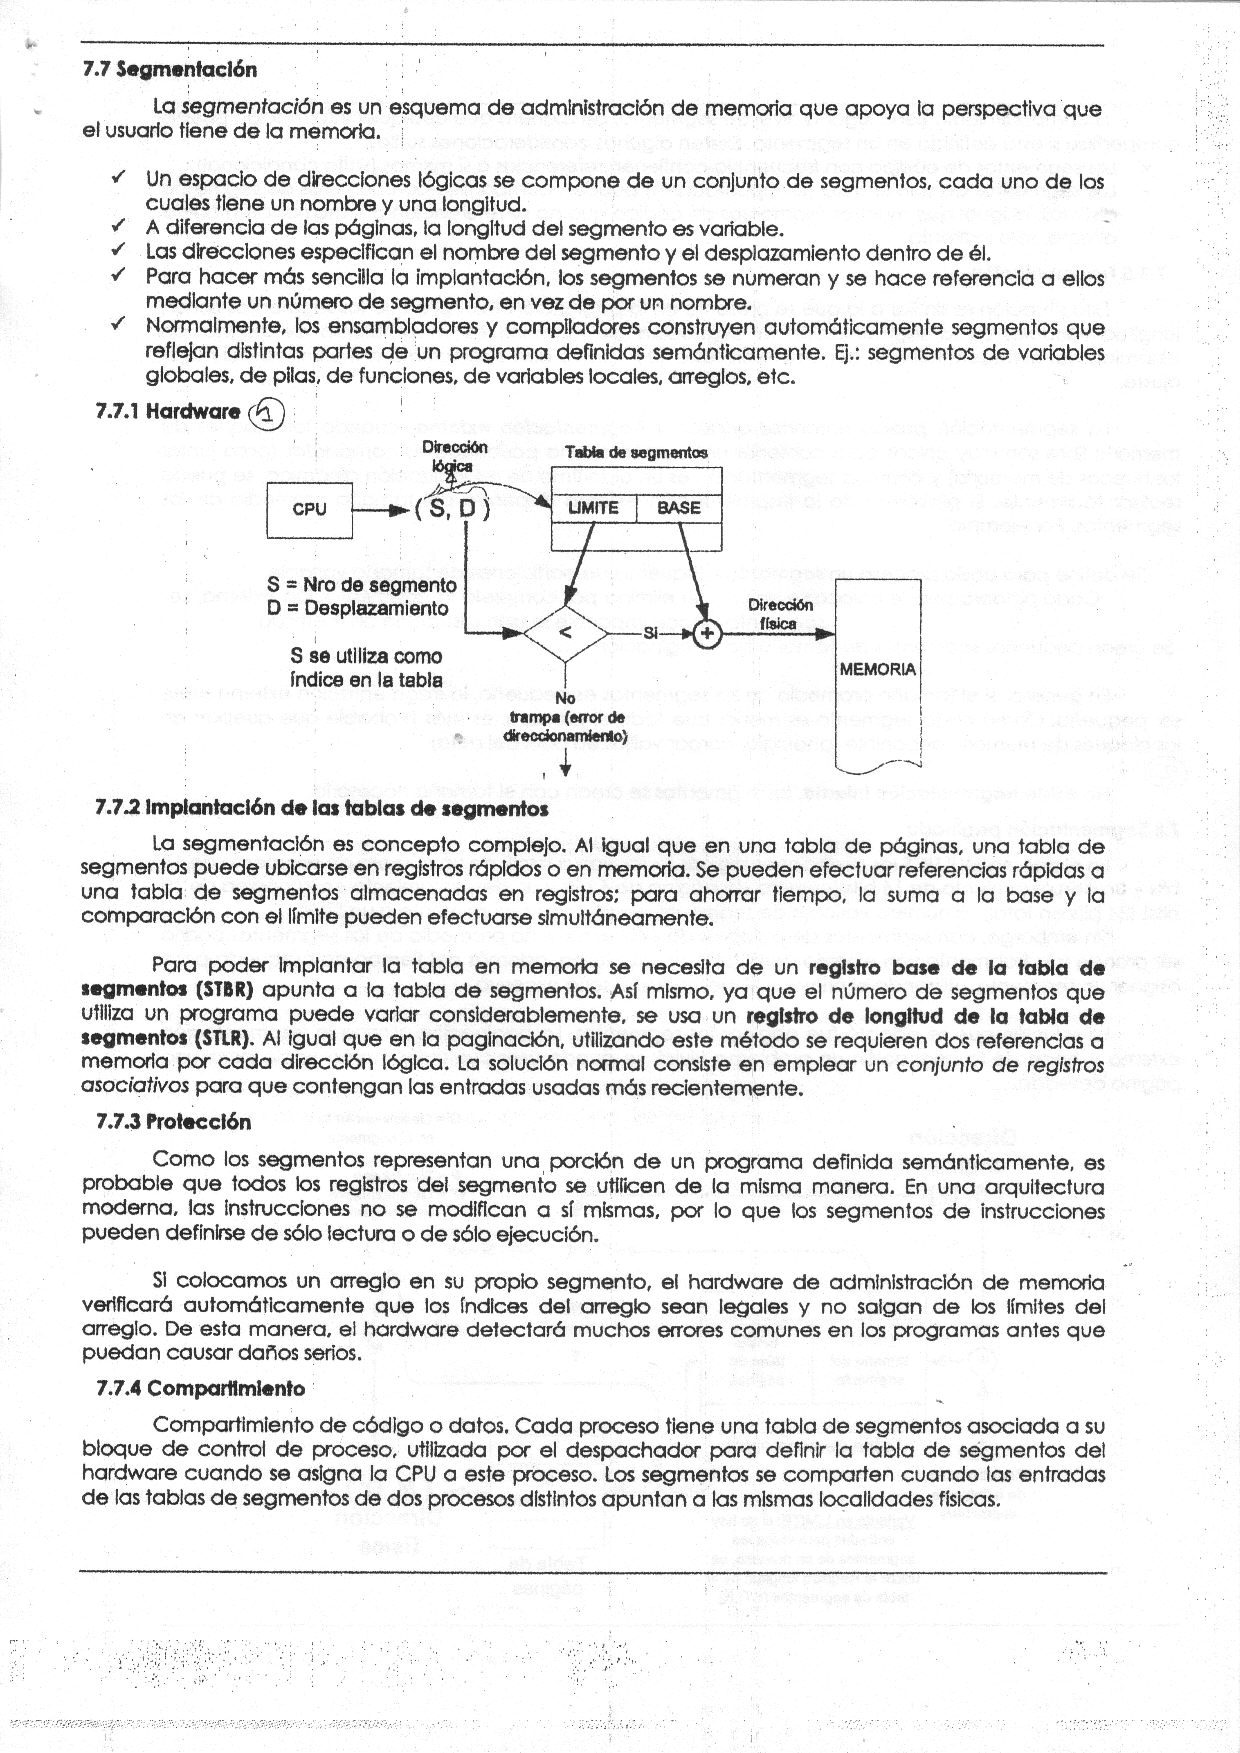 7.7 Segmentación
La segmentación es un esquema de administración de memoria que apoya la perspectiva que
el usuario tiene de la memoria.
✓ Un espacio de direcciones lógicas se compone de un conjunto de segmentos, cada uno de los
cuales tiene un nombre y una longitud.
✓ A diferencia de las páginas, la longitud del segmento es variable.
✓ Las direcciones especifican el nombre del segmento y el desplazamiento dentro de él.
✓ Para hacer más sencilla la implantación, los segmentos se numeran y se hace referencia a ellos
mediante un número de segmento, en vez de por un nombre.
✓ Normalmente, los ensambladores y compiladores construyen automáticamente segmentos que
reflejan distintas partes de un programa definidas semánticamente. Ej.: segmentos de variables
globales, de pilas, de funciones, de variables locales, arreglos, etc.
7.7.1 Hardware 1
Dirección
lógica
Tabla de segmentos
CPU
( S, D )
LIMITE
BASE
S = Nro de segmento
D = Desplazamiento
S se utiliza como
índice en la tabla
<
Si
+
Dirección
física
MEMORIA
No
trampa (error de
direccionamiento)
7.7.2 Implantación de las tablas de segmentos
La segmentación es concepto complejo. Al igual que en una tabla de páginas, una tabla de
segmentos puede ubicarse en registros rápidos o en memoria. Se pueden efectuar referencias rápidas a
una tabla de segmentos almacenadas en registros; para ahorrar tiempo, la suma a la base y la
comparación con el límite pueden efectuarse simultáneamente.
Para poder implantar la tabla en memoria se necesita de un registro base de la tabla de
segmentos (STBR) apunta a la tabla de segmentos. Así mismo, ya que el número de segmentos que
utiliza un programa puede variar considerablemente, se usa un registro de longitud de la tabla de
segmentos (STLR). Al igual que en la paginación, utilizando este método se requieren dos referencias a
memoria por cada dirección lógica. La solución normal consiste en emplear un conjunto de registros
asociativos para que contengan las entradas usadas más recientemente.
7.7.3 Protección
Como los segmentos representan una porción de un programa definida semánticamente, es
probable que todos los registros del segmento se utilicen de la misma manera. En una arquitectura
moderna, las instrucciones no se modifican a sí mismas, por lo que los segmentos de instrucciones
pueden definirse de sólo lectura o de sólo ejecución.
Si colocamos un arreglo en su propio segmento, el hardware de administración de memoria
verificará automáticamente que los índices del arreglo sean legales y no salgan de los límites del
arreglo. De esta manera, el hardware detectará muchos errores comunes en los programas antes que
puedan causar daños serios.
7.7.4 Compartimiento
Compartimiento de código o datos. Cada proceso tiene una tabla de segmentos asociada a su
bloque de control de proceso, utilizada por el despachador para definir la tabla de segmentos del
hardware cuando se asigna la CPU a este proceso. Los segmentos se comparten cuando las entradas
de las tablas de segmentos de dos procesos distintos apuntan a las mismas localidades físicas.